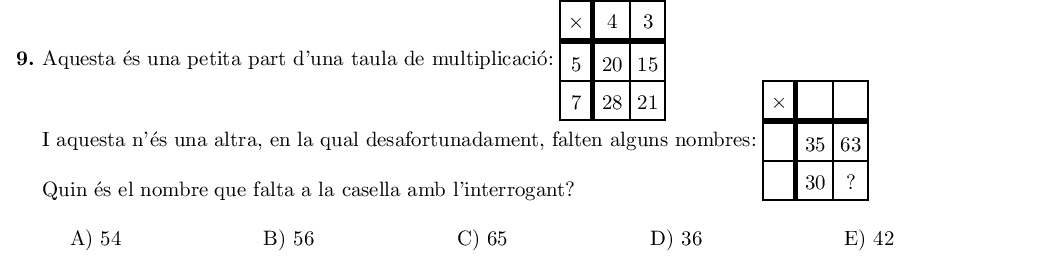 × 4 3
9. Aquesta és una petita part d'una taula de multiplicació: 5 20 15
7 28 21
×
I aquesta n'és una altra, en la qual desafortunadament, falten alguns nombres: 35 63
Quin és el nombre que falta a la casella amb l'interrogant? 30 ?
A) 54 B) 56 C) 65 D) 36 E) 42